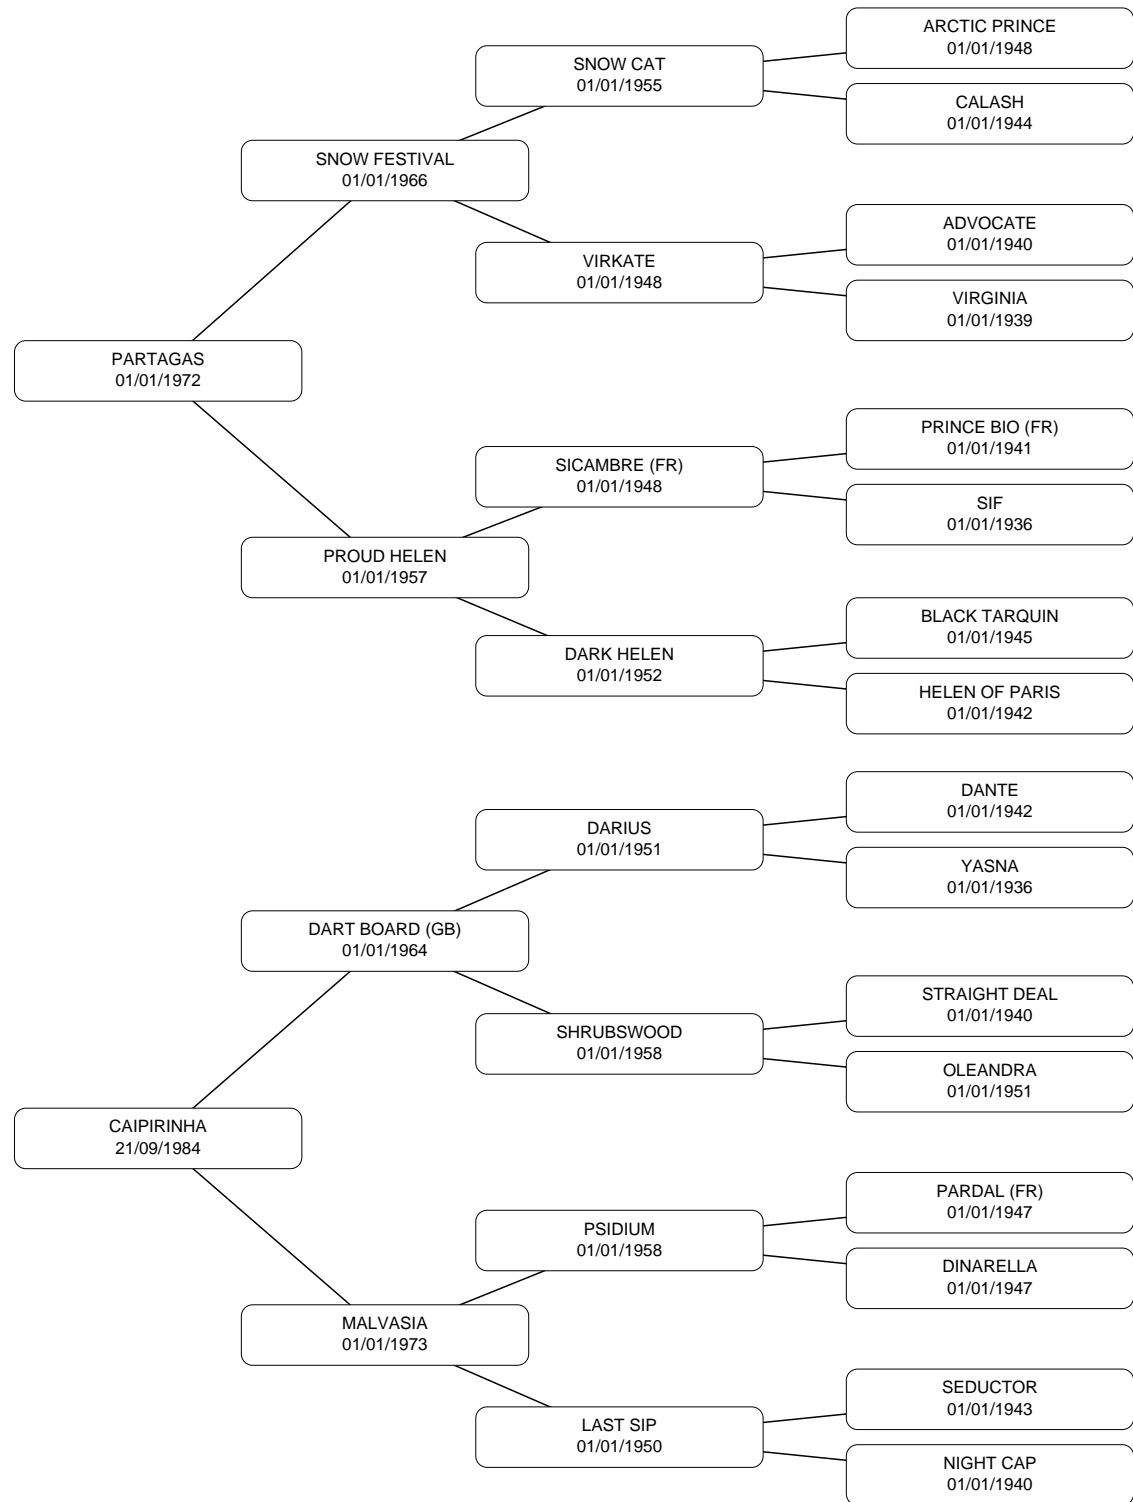 ARCTIC PRINCE
01/01/1948
SNOW CAT
01/01/1955
CALASH
01/01/1944
SNOW FESTIVAL
01/01/1966
ADVOCATE
01/01/1940
VIRKATE
01/01/1948
VIRGINIA
01/01/1939
PARTAGAS
01/01/1972
PRINCE BIO (FR)
01/01/1941
SICAMBRE (FR)
01/01/1948
SIF
01/01/1936
PROUD HELEN
01/01/1957
BLACK TARQUIN
01/01/1945
DARK HELEN
01/01/1952
HELEN OF PARIS
01/01/1942
DANTE
01/01/1942
DARIUS
01/01/1951
YASNA
01/01/1936
DART BOARD (GB)
01/01/1964
STRAIGHT DEAL
01/01/1940
SHRUBSWOOD
01/01/1958
OLEANDRA
01/01/1951
CAIPIRINHA
21/09/1984
PARDAL (FR)
01/01/1947
PSIDIUM
01/01/1958
DINARELLA
01/01/1947
MALVASIA
01/01/1973
SEDUCTOR
01/01/1943
LAST SIP
01/01/1950
NIGHT CAP
01/01/1940